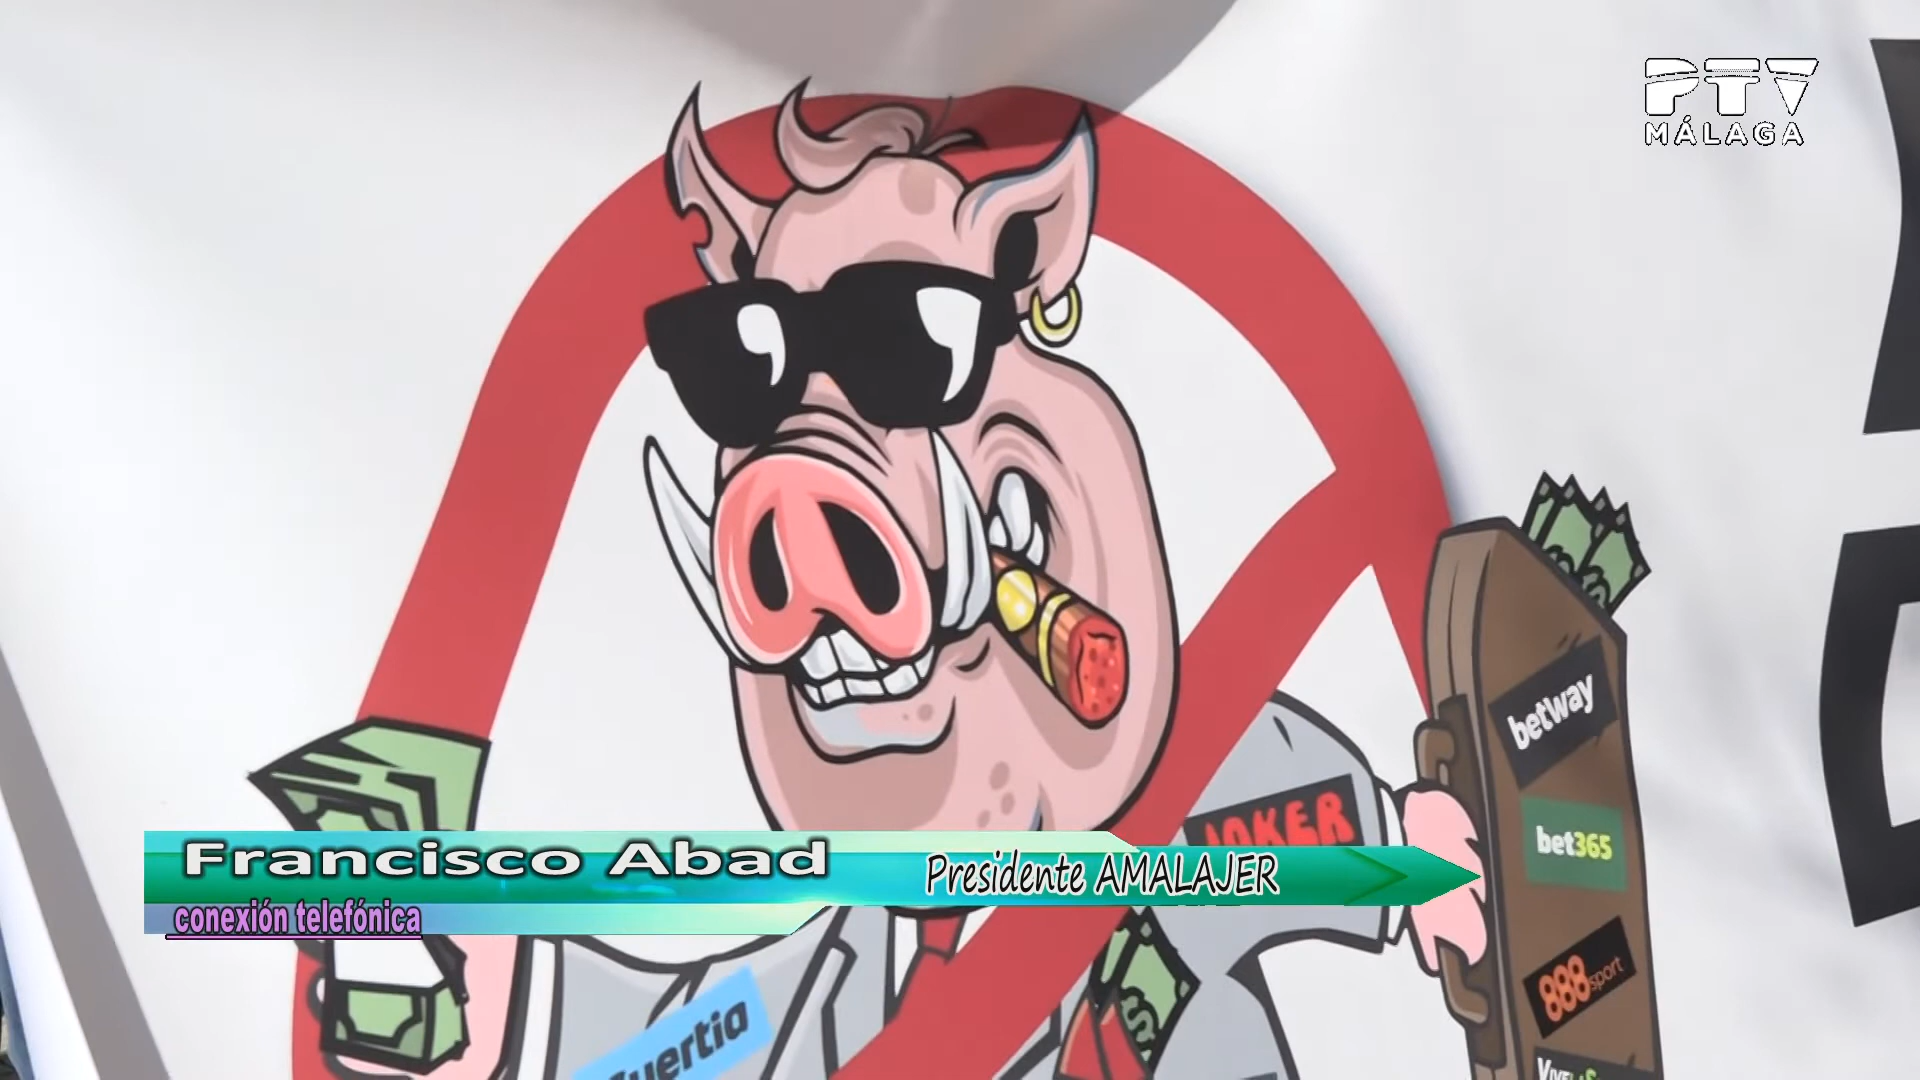 PTV
MÁLAGA
betway
JOKER
bet365
Francisco Abad
Presidente AMALAJER
conexión telefónica
888sport